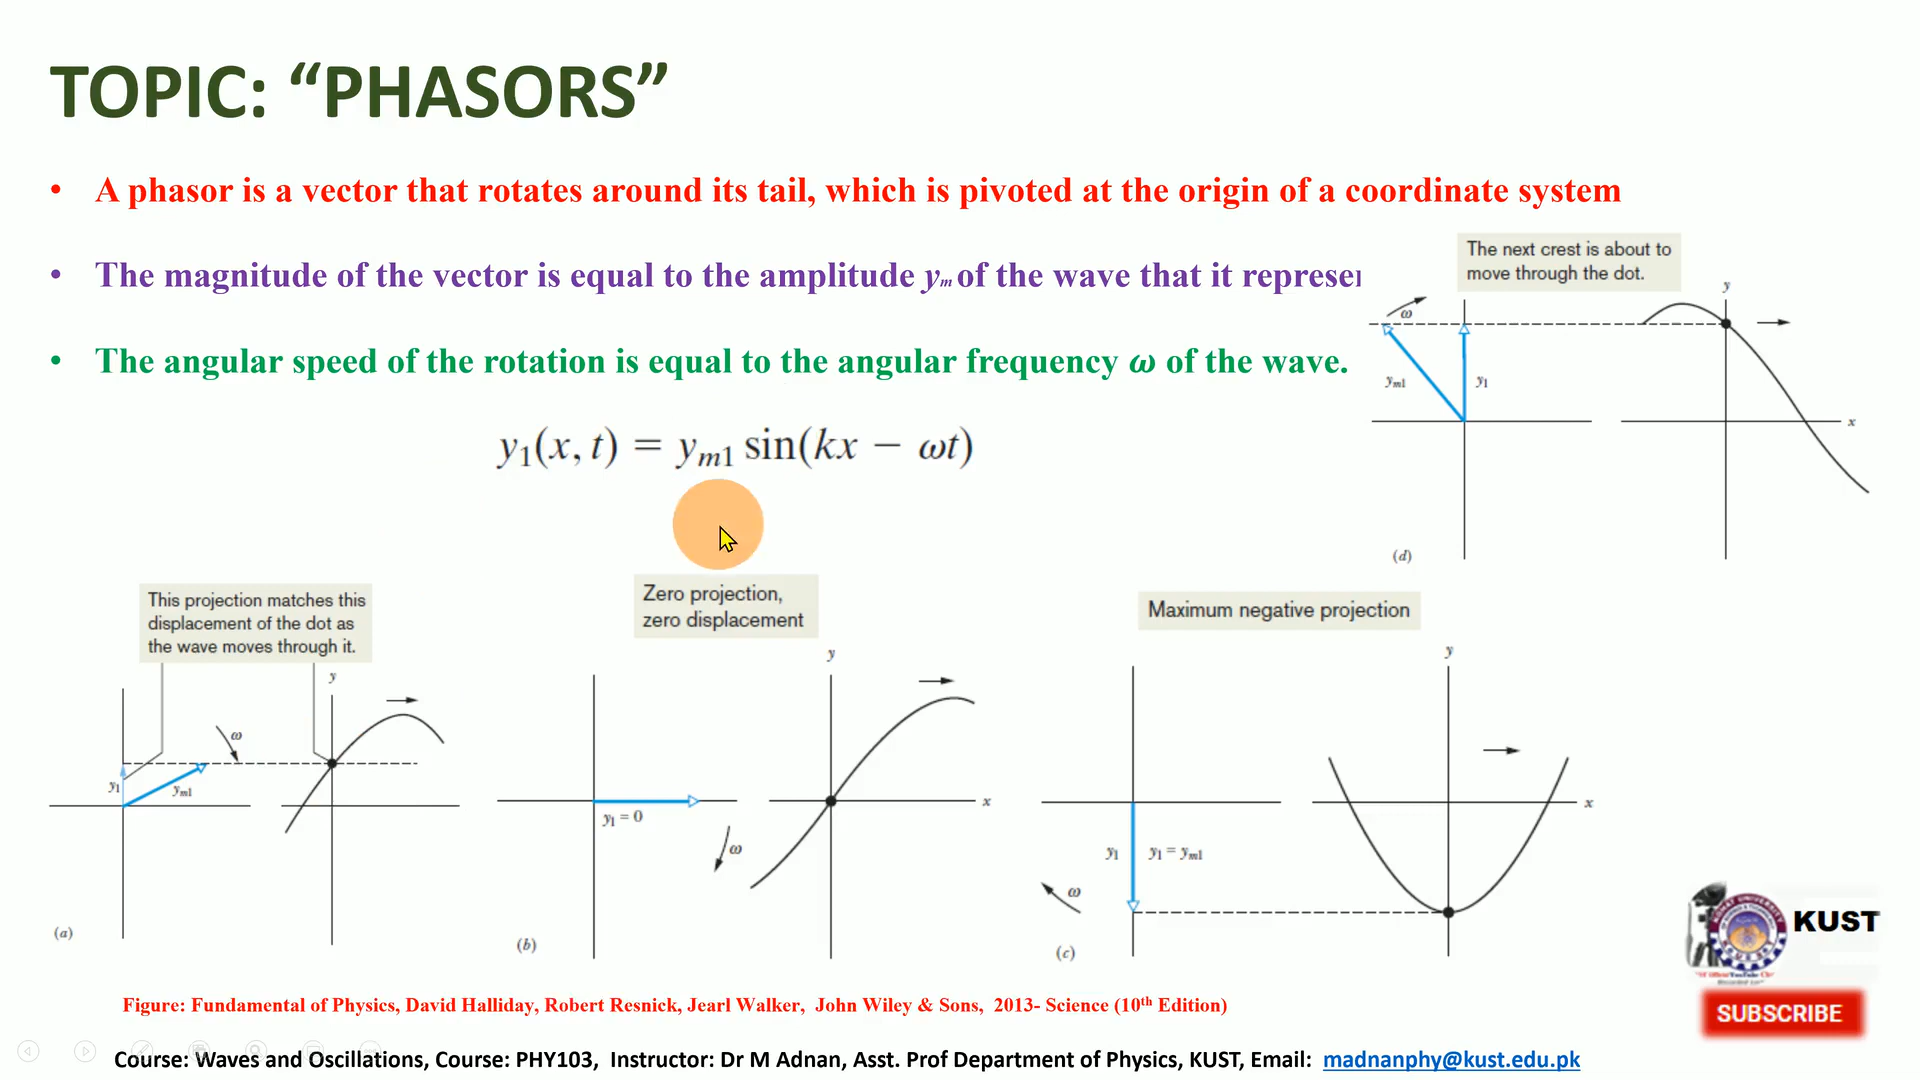 TOPIC: “PHASORS”
• A phasor is a vector that rotates around its tail, which is pivoted at the origin of a coordinate system
• The magnitude of the vector is equal to the amplitude ym of the wave that it represen
• The angular speed of the rotation is equal to the angular frequency ω of the wave.
y1(x, t) = ym1 sin(kx − ωt)
The next crest is about to
move through the dot.
y
ω
ym1
y1
x
(d)
This projection matches this
displacement of the dot as
the wave moves through it.
y
ω
y1
ym1
(a)
Zero projection,
zero displacement
y
x
y1 = 0
ω
(b)
Maximum negative projection
y
x
y1
y1 = ym1
ω
(c)
KUST
SUBSCRIBE
Figure: Fundamental of Physics, David Halliday, Robert Resnick, Jearl Walker, John Wiley & Sons, 2013- Science (10th Edition)
Course: Waves and Oscillations, Course: PHY103, Instructor: Dr M Adnan, Asst. Prof Department of Physics, KUST, Email: madnanphy@kust.edu.pk